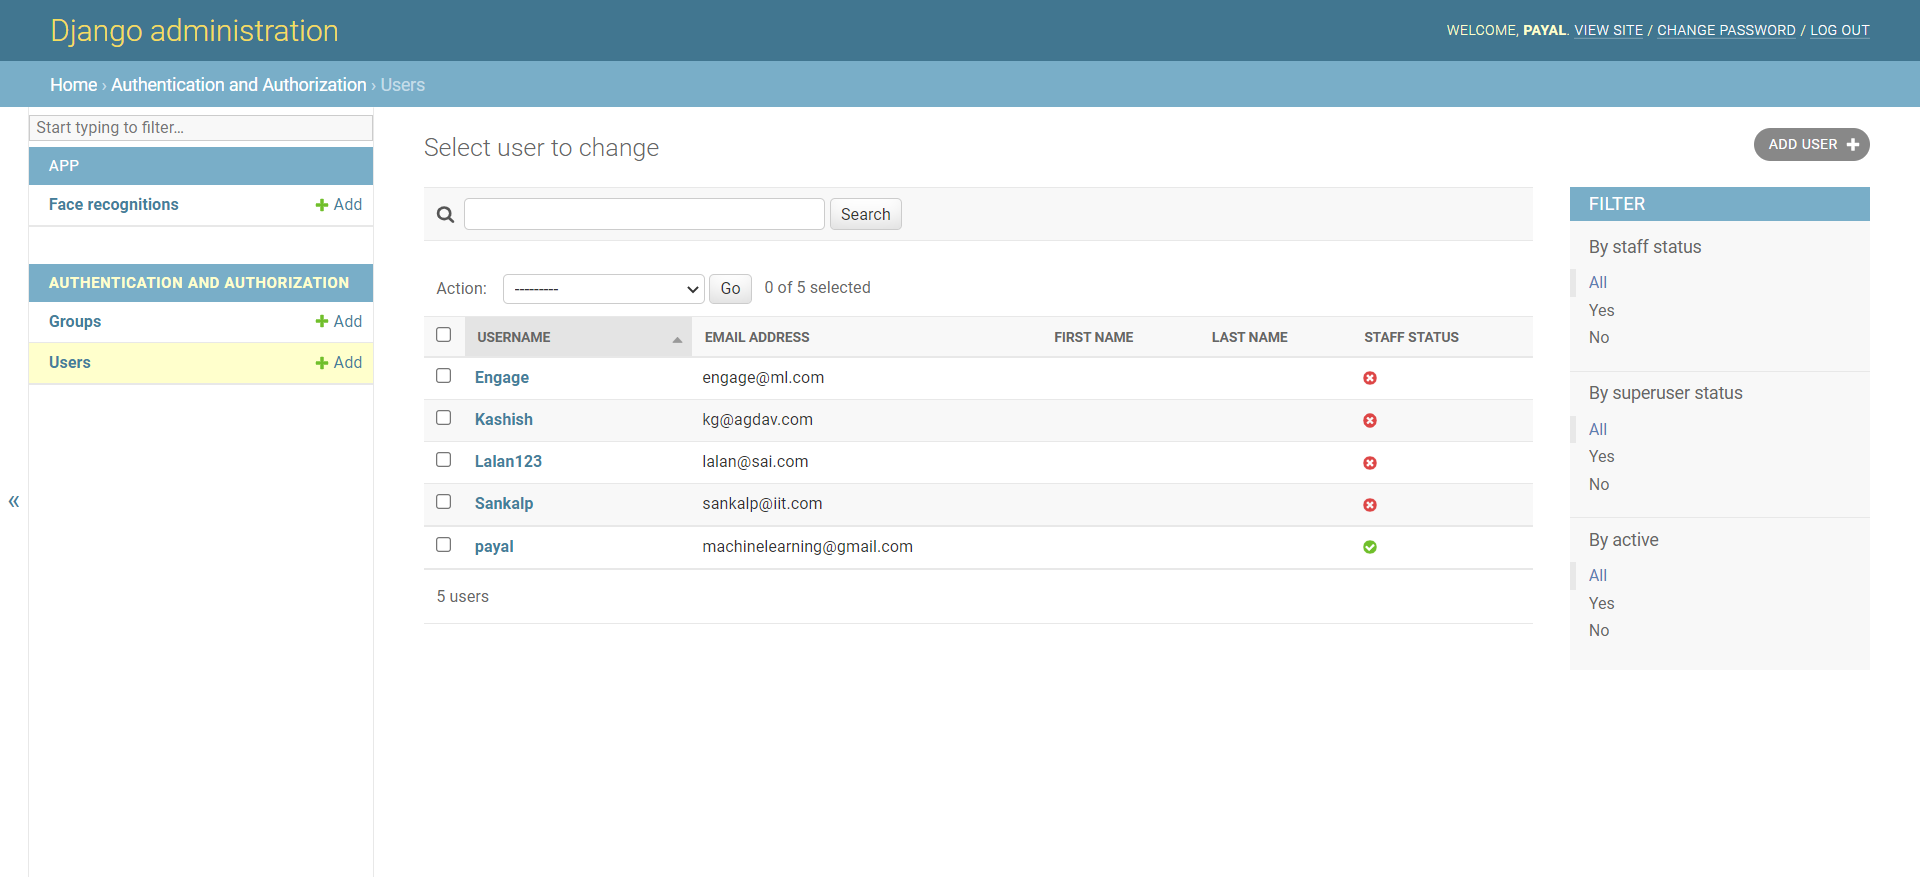 Django administration
WELCOME, PAYAL. VIEW SITE / CHANGE PASSWORD / LOG OUT
Home › Authentication and Authorization › Users
Start typing to filter...
APP
Face recognitions Add
AUTHENTICATION AND AUTHORIZATION
Groups Add
Users Add
«
Select user to change
ADD USER
Search
Action: --------- Go 0 of 5 selected
USERNAME EMAIL ADDRESS FIRST NAME LAST NAME STAFF STATUS
Engage engage@ml.com
Kashish kg@agdav.com
Lalan123 lalan@sai.com
Sankalp sankalp@iit.com
payal machinelearning@gmail.com
5 users
FILTER
By staff status
All
Yes
No
By superuser status
All
Yes
No
By active
All
Yes
No